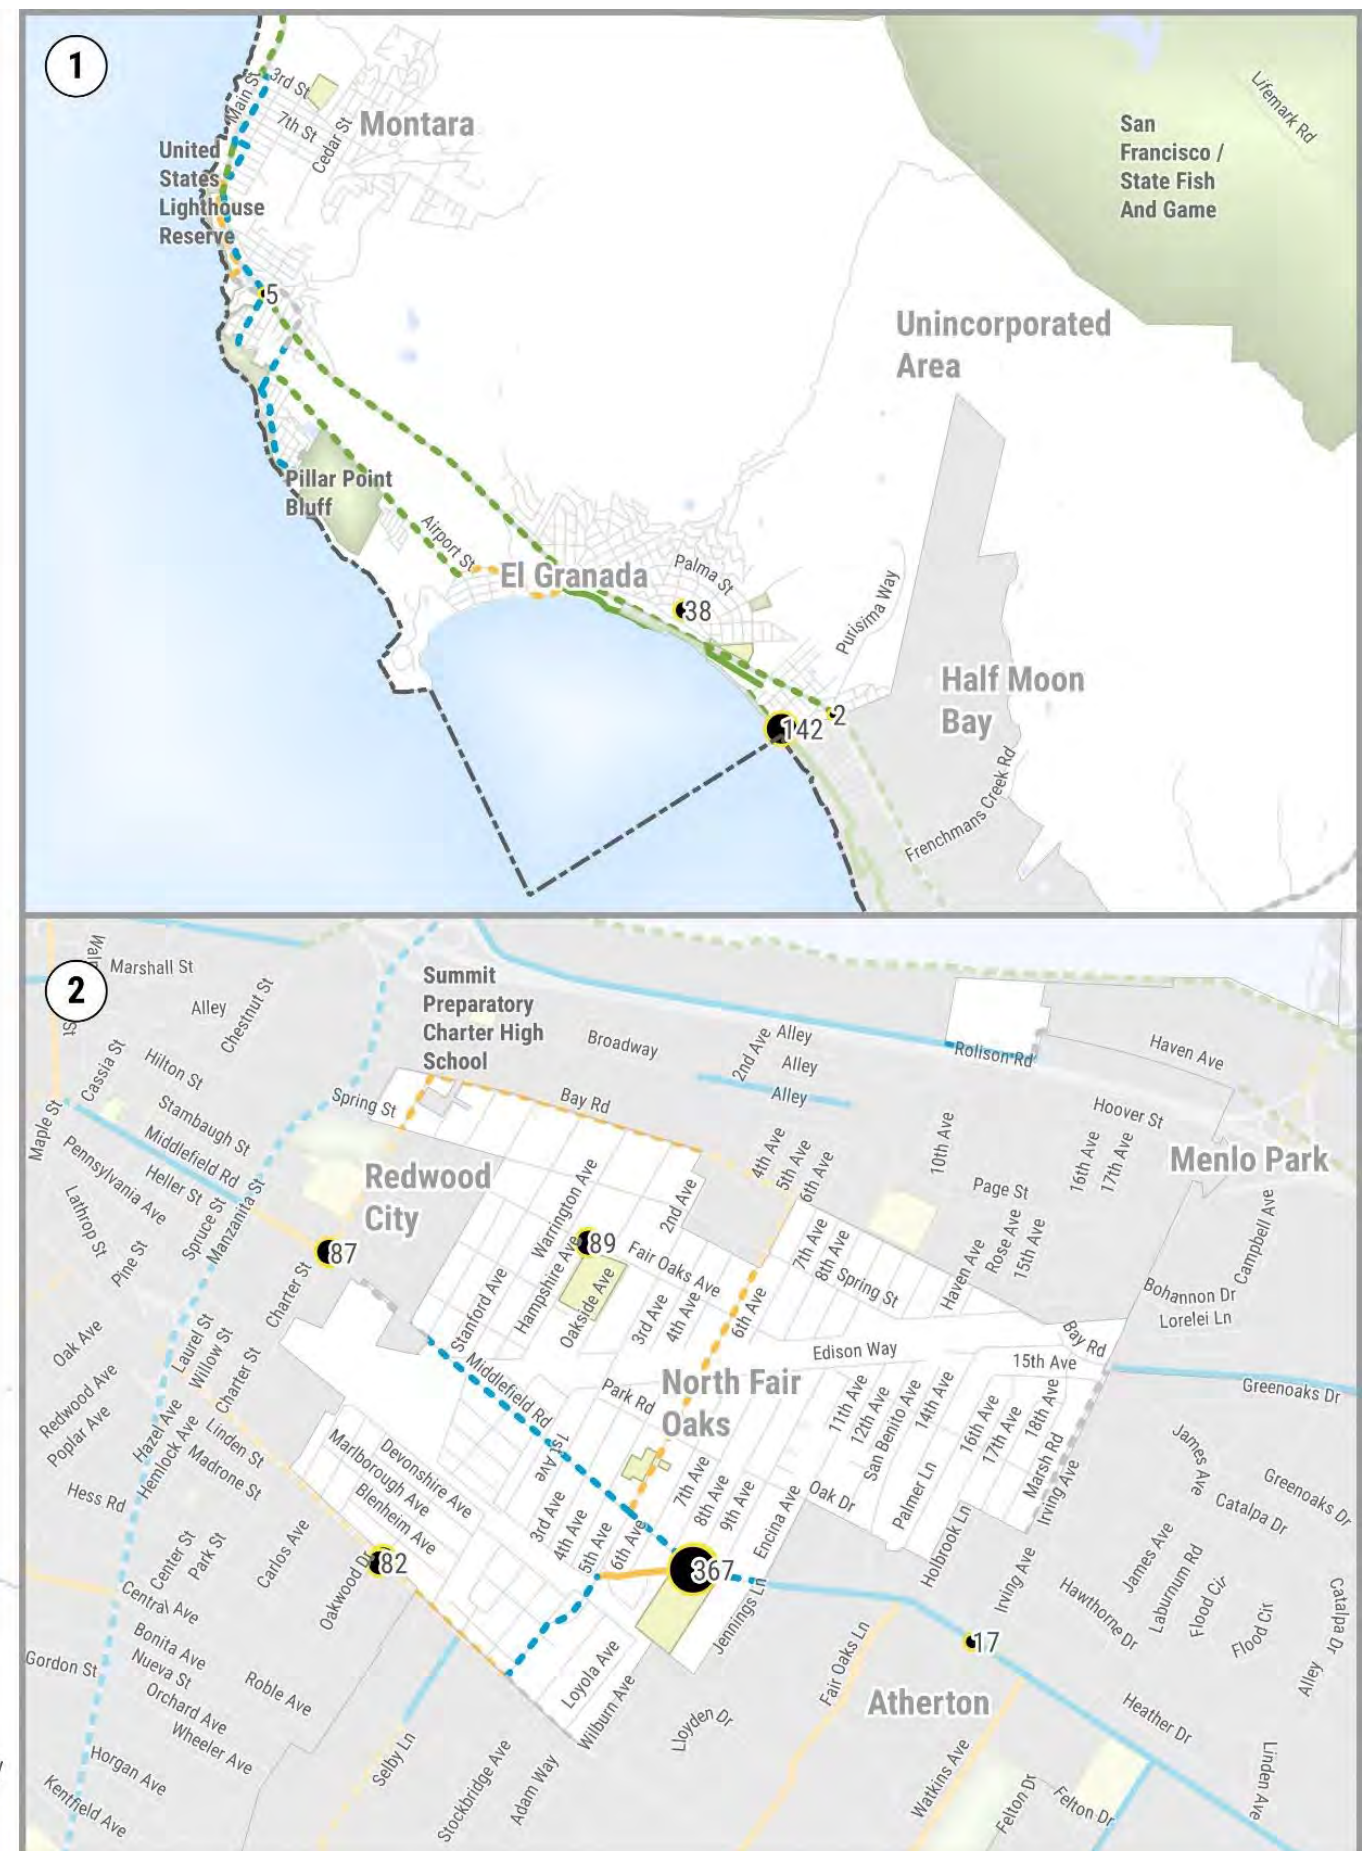 1
3rd St
Main St
7th St
Cedar St
Montara
United
States
Lighthouse
Reserve
San
Francisco /
State Fish
And Game
Lifemark Rd
5
Unincorporated
Area
Pillar Point
Bluff
Airport St
El Granada
Palma St
38
Purisima Way
Half Moon
Bay
2
142
Frenchmans Creek Rd
2
Marshall St
Alley
Chestnut St
St
Cassia St
Hilton St
Stambaugh St
Middlefield Rd
Maple St
Pennsylvania Ave
Heller St
Lathrop St
Spruce St
Manzanita St
Pine St
Summit
Preparatory
Charter High
School
Broadway
2nd Ave
Alley
Alley
Alley
Rolison Rd
Haven Ave
Spring St
Bay Rd
Hoover St
4th Ave
5th Ave
6th Ave
10th Ave
16th Ave
17th Ave
Menlo Park
Redwood
City
Page St
Warrington Ave
2nd Ave
87
89
Hampshire Ave
Fair Oaks Ave
7th Ave
8th Ave
Spring St
Haven Ave
Rose Ave
15th Ave
Campbell Ave
Bohannon Dr
Lorelei Ln
Charter St
Stanford Ave
Oakside Ave
3rd Ave
4th Ave
6th Ave
Edison Way
Bay Rd
15th Ave
Oak Ave
Laurel St
Willow St
Charter St
Redwood Ave
Poplar Ave
Hazel Ave
Hemlock Ave
Linden St
Madrone St
Hess Rd
Middlefield Rd
Park Rd
North Fair
Oaks
11th Ave
12th Ave
San Benito Ave
14th Ave
16th Ave
17th Ave
18th Ave
Greenoaks Dr
Marlborough Ave
Devonshire Ave
Blenheim Ave
1st Ave
3rd Ave
4th Ave
5th Ave
6th Ave
7th Ave
8th Ave
9th Ave
Encina Ave
Oak Dr
Palmer Ln
Marsh Rd
Irving Ave
James Ave
Greenoaks Dr
Catalpa Dr
Center St
Park St
Carlos Ave
Oakwood Dr
82
367
Jennings Ln
Holbrook Ln
Irving Ave
James Ave
Laburnum Rd
Flood Cir
Flood Cir
Catalpa Dr
Hawthorne Dr
Central Ave
Bonita Ave
Nueva St
Orchard Ave
Wheeler Ave
Gordon St
Roble Ave
Loyola Ave
Wilburn Ave
Fair Oaks Ln
17
Atherton
Alley
Heather Dr
Lloyden Dr
Horgan Ave
Kentfield Ave
Selby Ln
Stockbridge Ave
Adam Way
Watkins Ave
Felton Dr
Felton Dr
Linden Ave